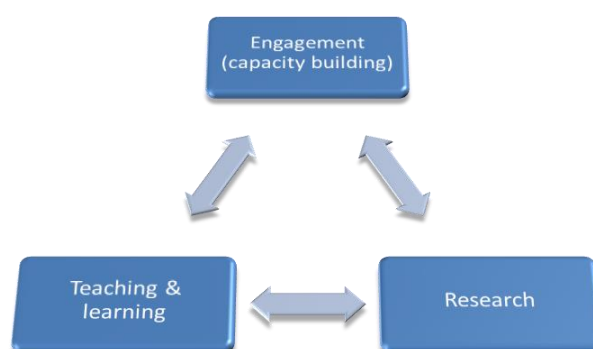 Engagement
(capacity building)
Teaching &
learning
Research